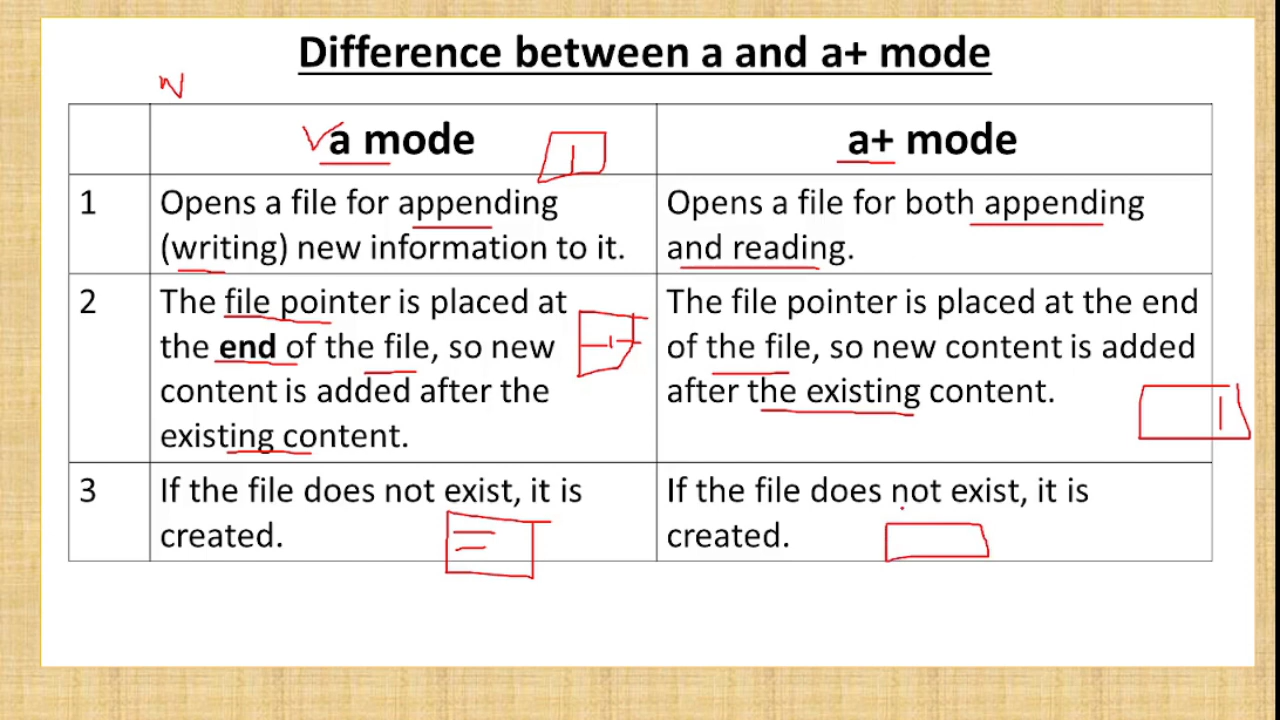 Difference between a and a+ mode
a mode
a+ mode
1
Opens a file for appending
(writing) new information to it.
Opens a file for both appending
and reading.
2
The file pointer is placed at
the end of the file, so new
content is added after the
existing content.
The file pointer is placed at the end
of the file, so new content is added
after the existing content.
3
If the file does not exist, it is
created.
If the file does not exist, it is
created.